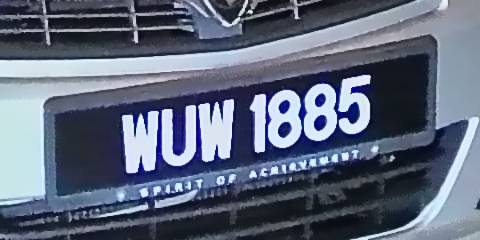 WUW 1885
SPIRIT OF ACHIEVEMENT